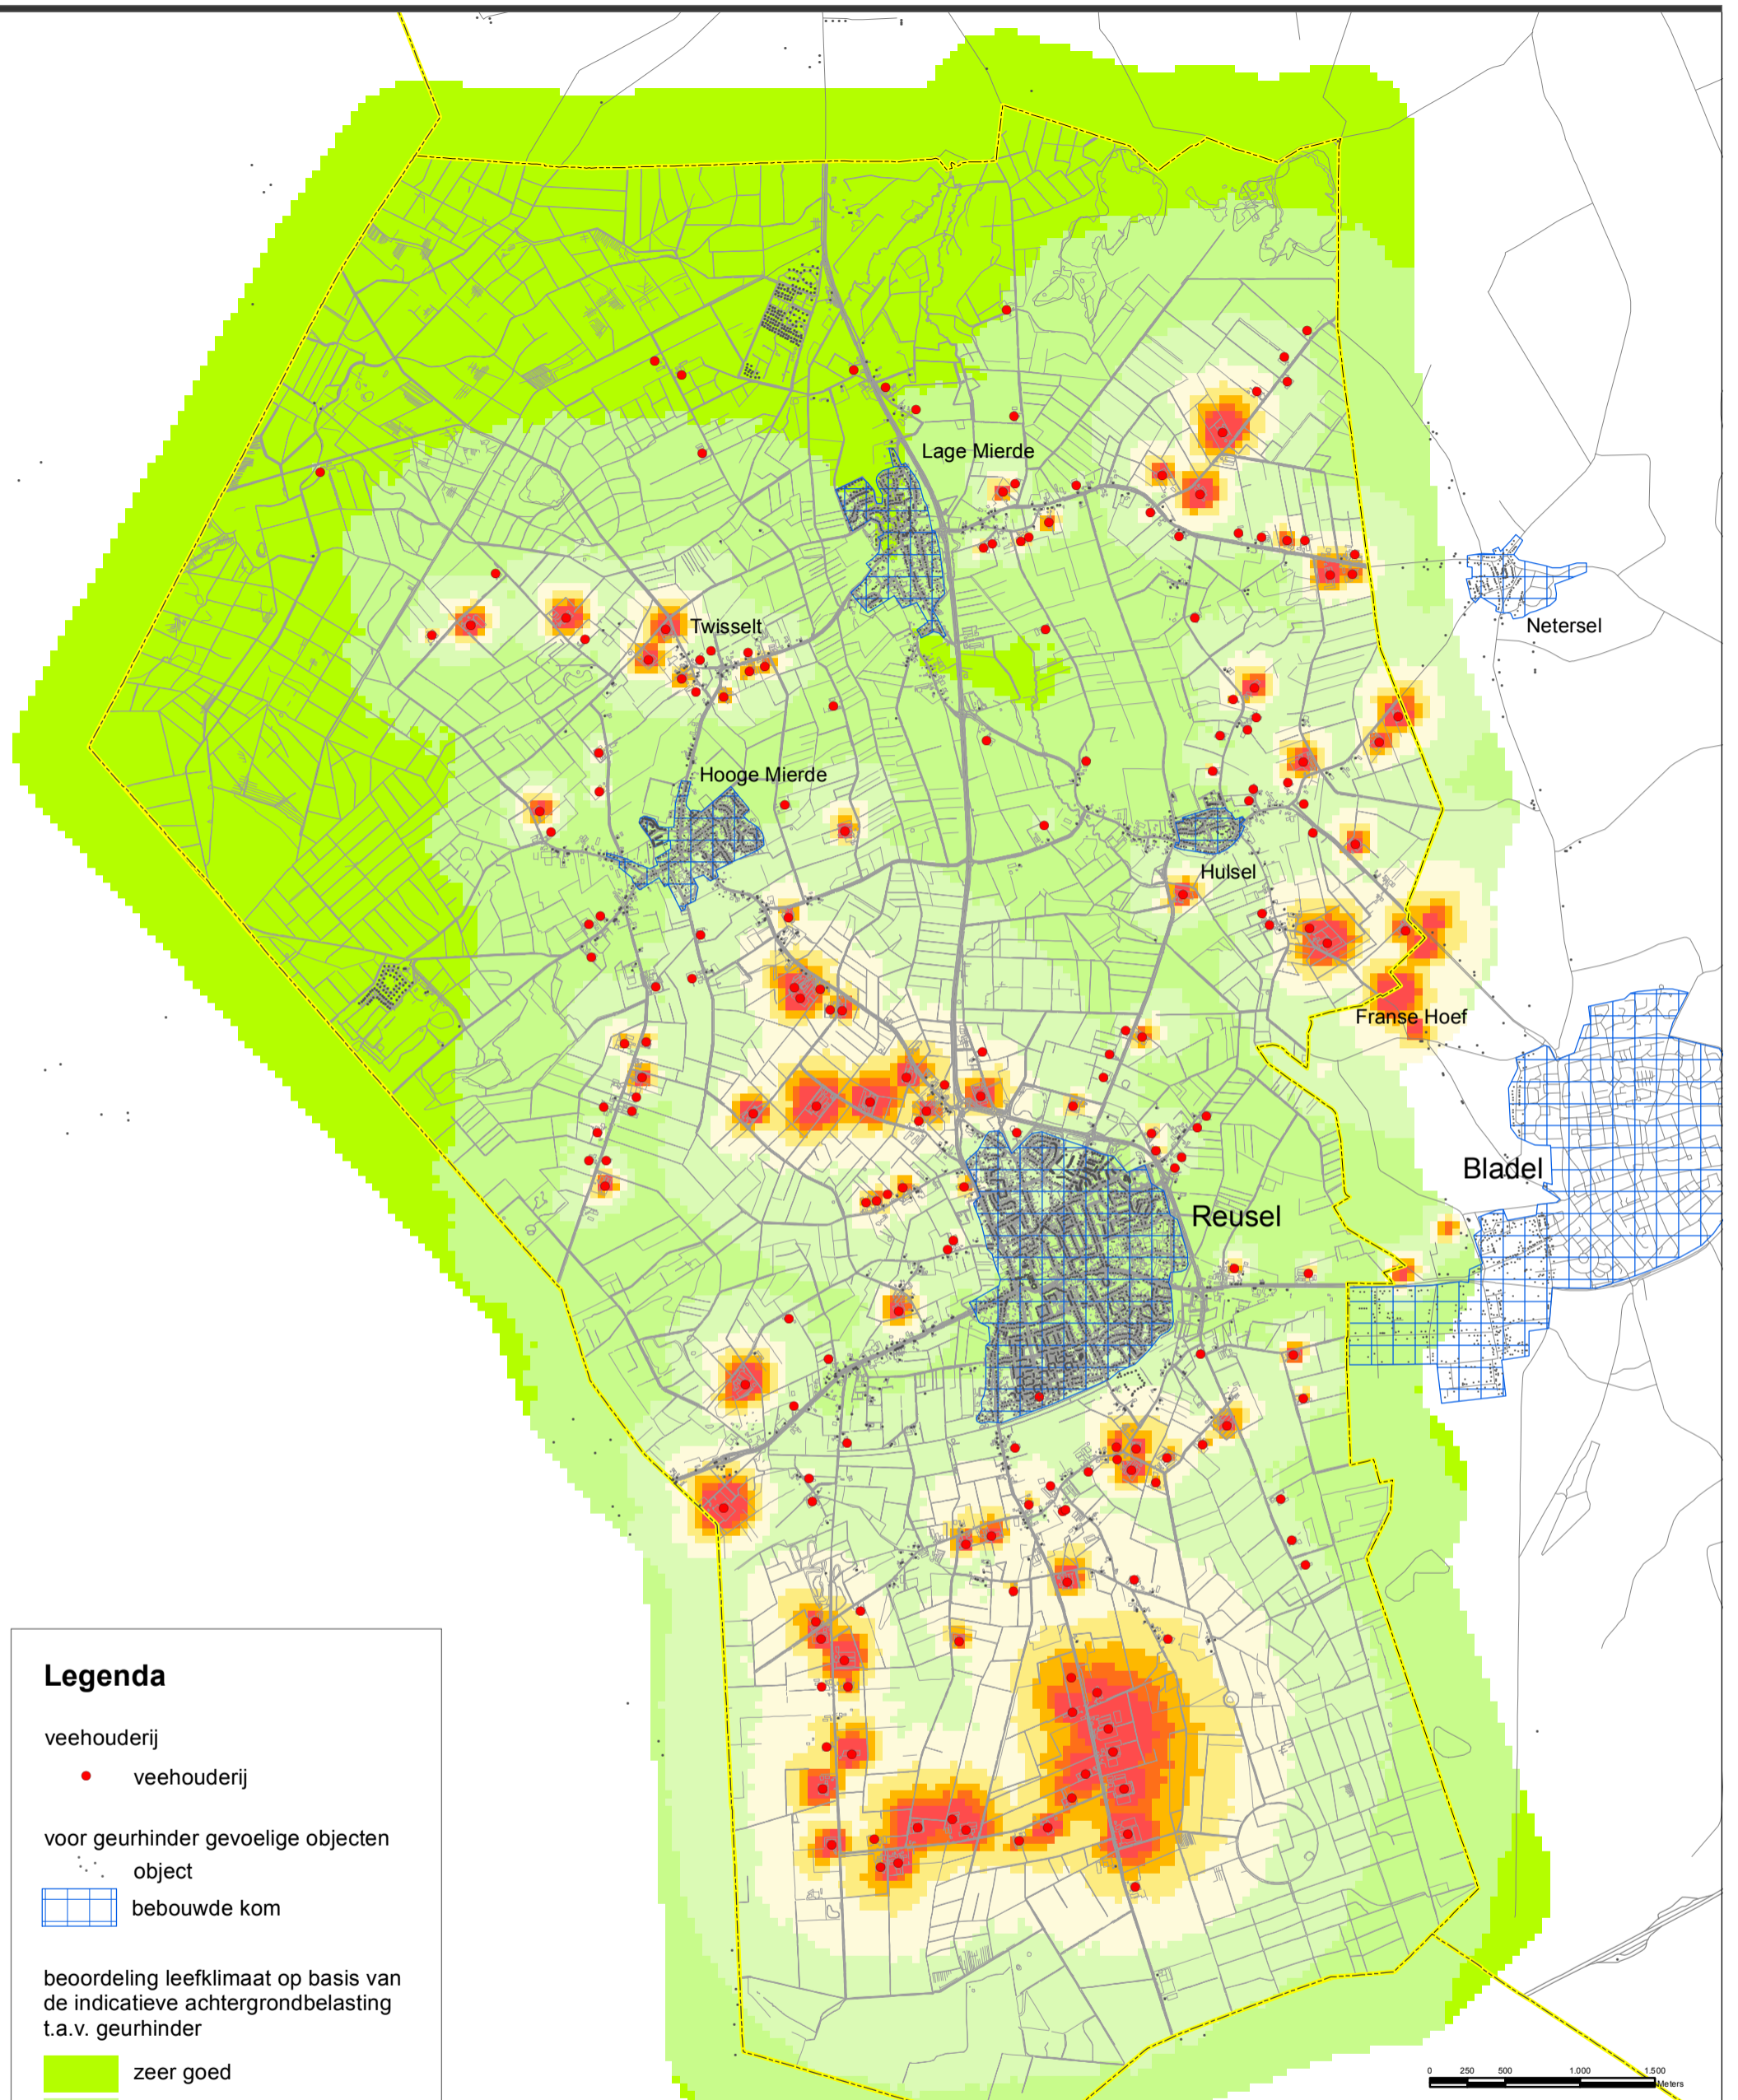 Lage Mierde
Netersel
Twisselt
Hooge Mierde
Hulsel
Franse Hoef
Bladel
Reusel
Legenda
veehouderij
veehouderij
voor geurhinder gevoelige objecten
object
bebouwde kom
beoordeling leefklimaat op basis van
de indicatieve achtergrondbelasting
t.a.v. geurhinder
zeer goed
0 250 500 1.000 1.500
Meters